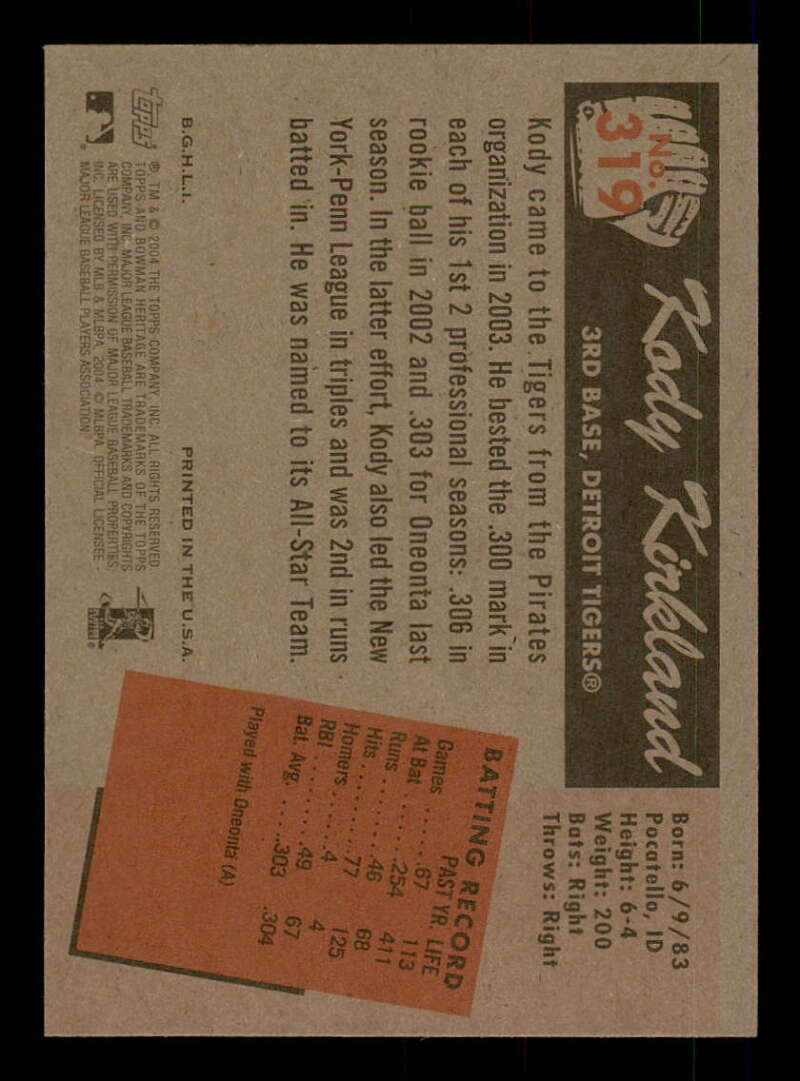 No.
319
Kody Kirkland
3RD BASE, DETROIT TIGERS®
Born: 6/9/83
Pocatello, ID
Height: 6-4
Weight: 200
Bats: Right
Throws: Right
Kody came to the Tigers from the Pirates
organization in 2003. He bested the .300 mark in
each of his 1st 2 professional seasons: .306 in
rookie ball in 2002 and .303 for Oneonta last
season. In the latter effort, Kody also led the New
York-Penn League in triples and was 2nd in runs
batted in. He was named to its All-Star Team.
BATTING RECORD
PAST YR. LIFE
Games ......67 113
At Bat ......254 411
Runs .........46 68
Hits .........77 125
Homers......4 4
RBI .........49 67
Bat. Avg. .....303 .304
Played with Oneonta (A)
B.G.H.L.I. PRINTED IN THE U.S.A.
topps
® TM & © 2004 THE TOPPS COMPANY, INC. ALL RIGHTS RESERVED
TOPPS AND BOWMAN HERITAGE ARE TRADEMARKS OF THE TOPPS
COMPANY, INC. MAJOR LEAGUE BASEBALL TRADEMARKS AND COPYRIGHTS
ARE USED WITH PERMISSION OF MAJOR LEAGUE BASEBALL PROPERTIES,
INC. LICENSED BY MLB & MLBPA 2004. © MLBPA OFFICIAL LICENSEE -
MAJOR LEAGUE BASEBALL PLAYERS ASSOCIATION